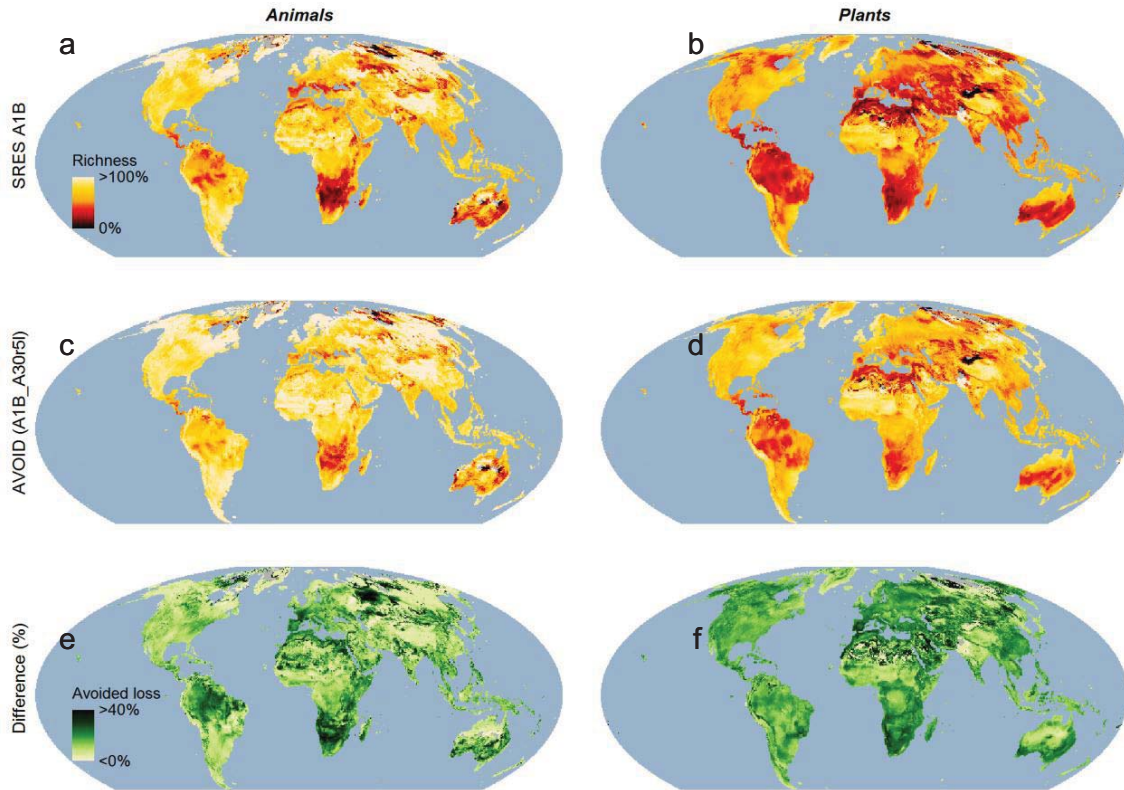 Animals
Plants
a
b
SRES A1B
Richness
>100%
0%
c
d
AVOID (A1B_A30r5l)
e
f
Difference (%)
Avoided loss
>40%
<0%